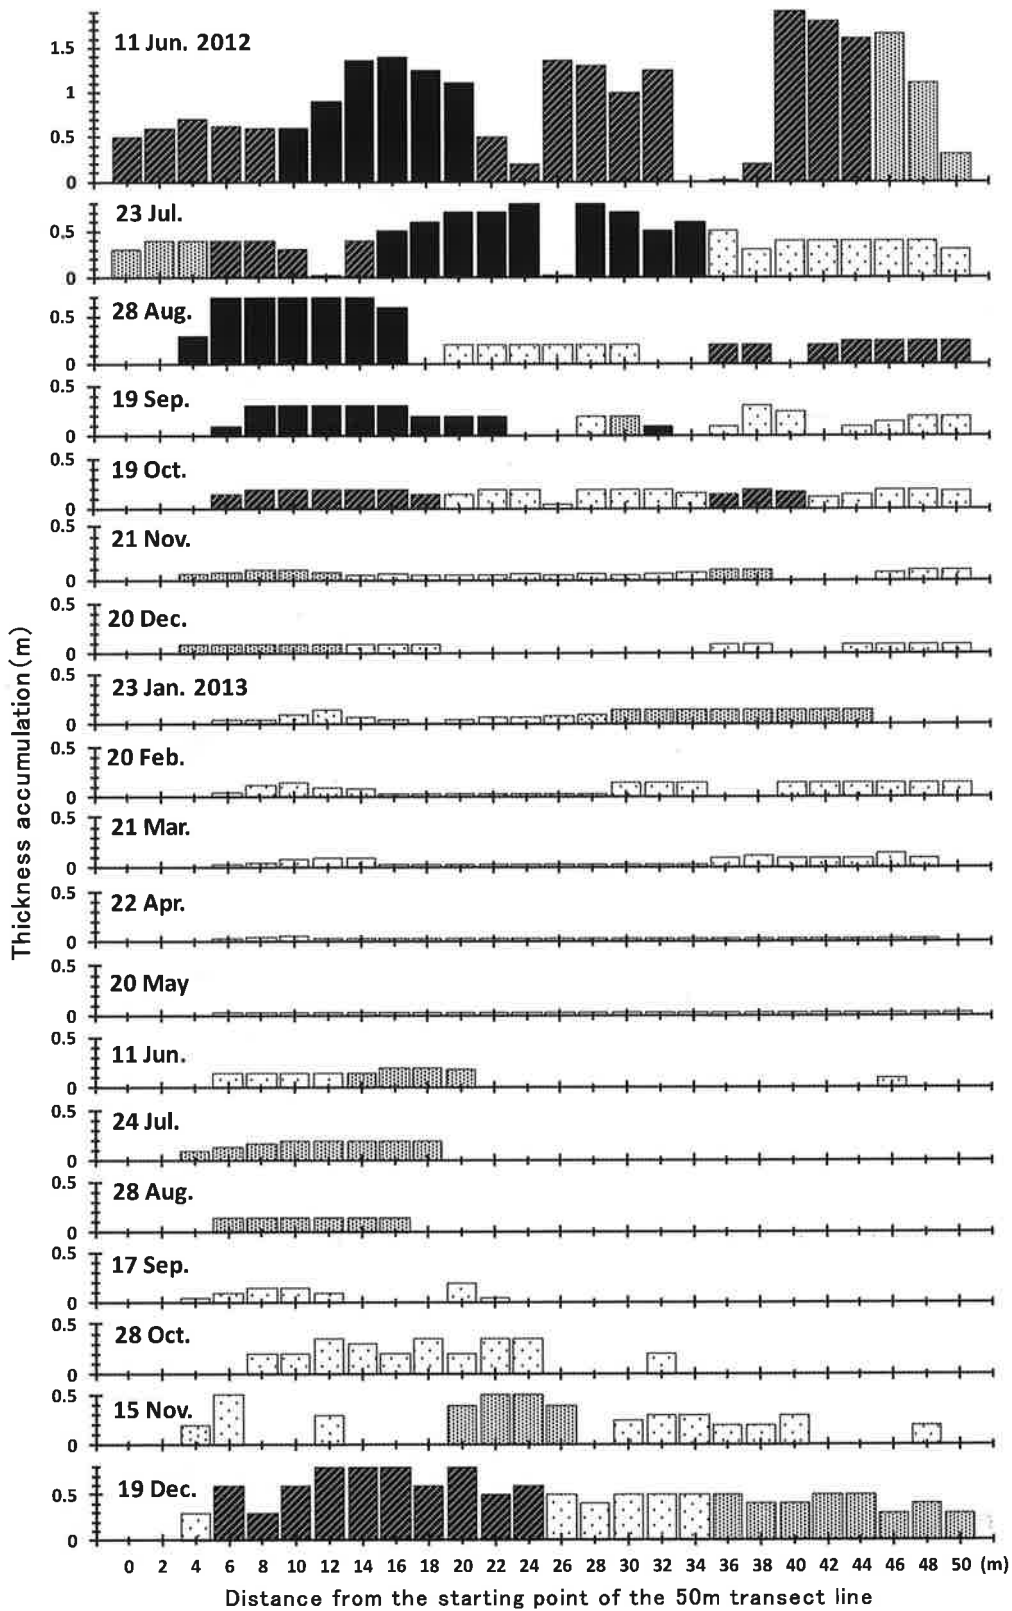 11 Jun. 2012
1.5
1
0.5
0
23 Jul.
0.5
0
28 Aug.
0.5
0
0.5
19 Sep.
0
0.5
19 Oct.
0
0.5
21 Nov.
0
0.5
20 Dec.
0
0.5
23 Jan. 2013
0
0.5
20 Feb.
0
0.5
21 Mar.
0
0.5
22 Apr.
0
0.5
20 May
0
0.5
11 Jun.
0
0.5
24 Jul.
0
0.5
28 Aug.
0
0.5
17 Sep.
0
0.5
28 Oct.
0
0.5
15 Nov.
0
19 Dec.
0.5
0
Thickness accumulation(m)
0 2 4 6 8 10 12 14 16 18 20 22 24 26 28 30 32 34 36 38 40 42 44 46 48 50 (m)
Distance from the starting point of the 50m transect line